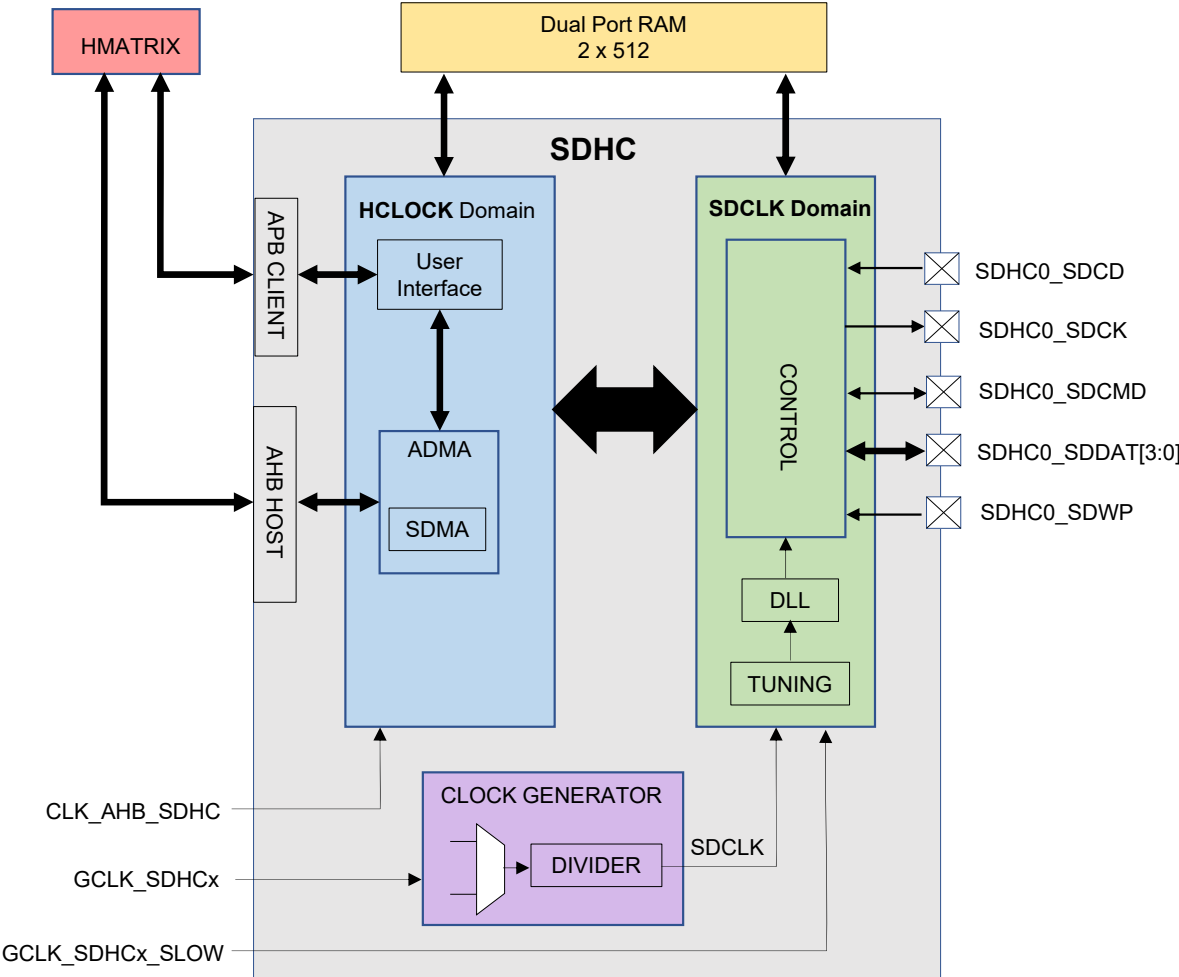 Dual Port RAM
2 x 512
HMATRIX
SDHC
HCLOCK Domain
SDCLK Domain
APB CLIENT
User
Interface
SDHC0_SDCD
SDHC0_SDCK
CONTROL
SDHC0_SDCMD
ADMA
SDHC0_SDDAT[3:0]
AHB HOST
SDMA
SDHC0_SDWP
DLL
TUNING
CLOCK GENERATOR
CLK_AHB_SDHC
SDCLK
DIVIDER
GCLK_SDHCx
GCLK_SDHCx_SLOW